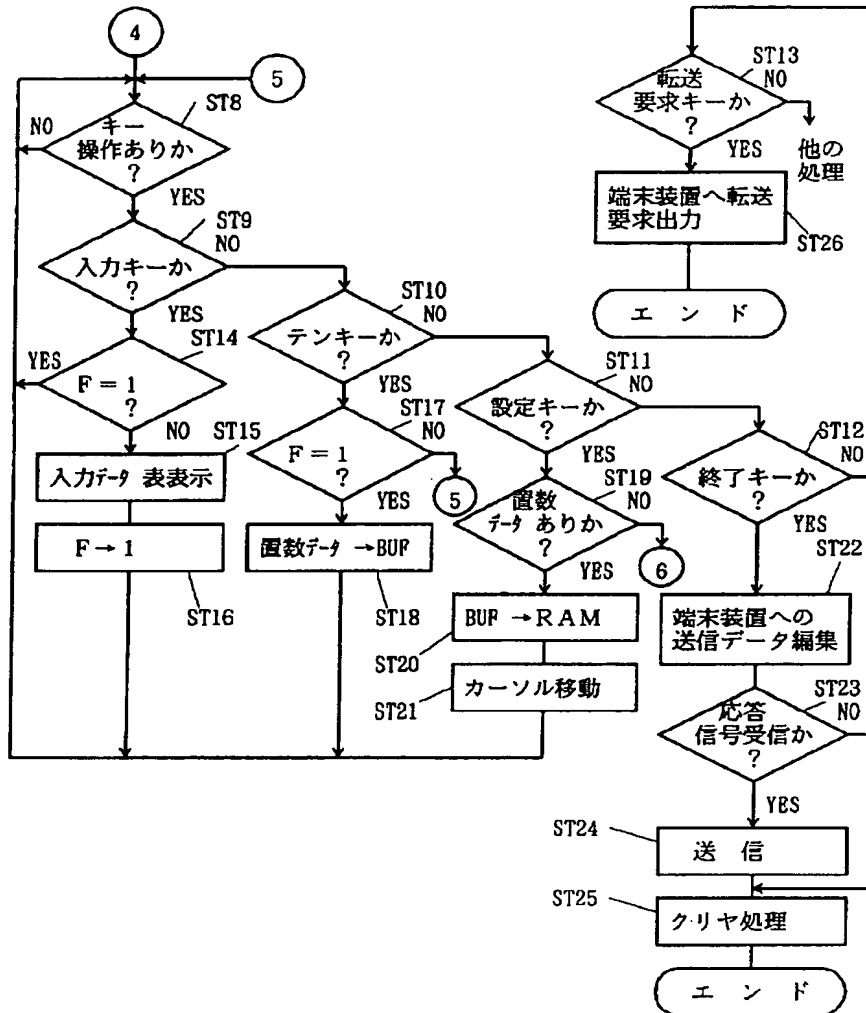 4
5
ST8
NO
キー
操作ありか
?
YES
ST9
NO
入力キーか
?
YES
ST14
YES
F=1
?
NO
ST15
入力データ 表表示
F→1
ST16
ST10
NO
テンキーか
?
YES
ST17
NO
F=1
?
5
YES
置数データ→BUF
ST18
ST11
NO
設定キーか
?
YES
ST19
NO
置数
データ ありか
?
6
YES
BUF→RAM
ST20
カーソル移動
ST21
ST12
NO
終了キーか
?
YES
ST22
端末装置への
送信データ編集
ST23
NO
応答
信号受信か
?
YES
ST24
送 信
ST25
クリヤ処理
エ ン ド
ST13
NO
転送
要求キーか
?
YES
他の
処理
端末装置へ転送
要求出力
ST26
エ ン ド